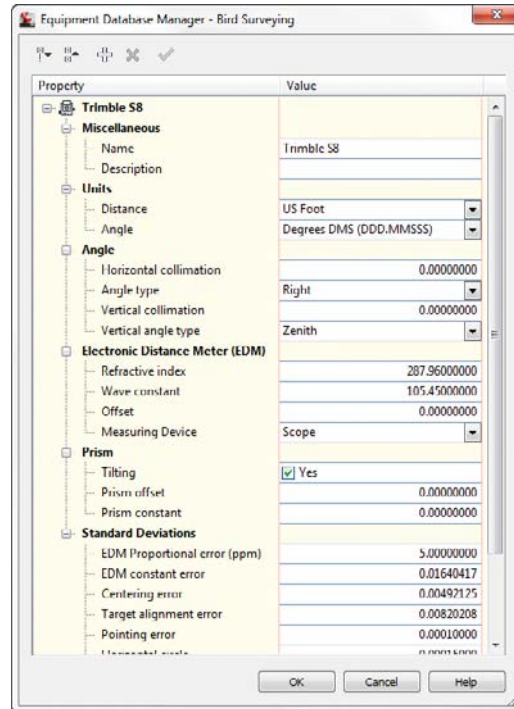 Equipment Database Manager - Bird Surveying
Property Value
Trimble S8
Miscellaneous
Name Trimble S8
Description
Units
Distance US Foot
Angle Degrees DMS (DDD.MMSSS)
Angle
Horizontal collimation 0.00000000
Angle type Right
Vertical collimation 0.00000000
Vertical angle type Zenith
Electronic Distance Meter (EDM)
Refractive index 287.96000000
Wave constant 105.45000000
Offset 0.00000000
Measuring Device Scope
Prism
Tilting Yes
Prism offset 0.00000000
Prism constant 0.00000000
Standard Deviations
EDM Proportional error (ppm) 5.00000000
EDM constant error 0.01640417
Centering error 0.00492125
Target alignment error 0.00820208
Pointing error 0.00010000
OK Cancel Help